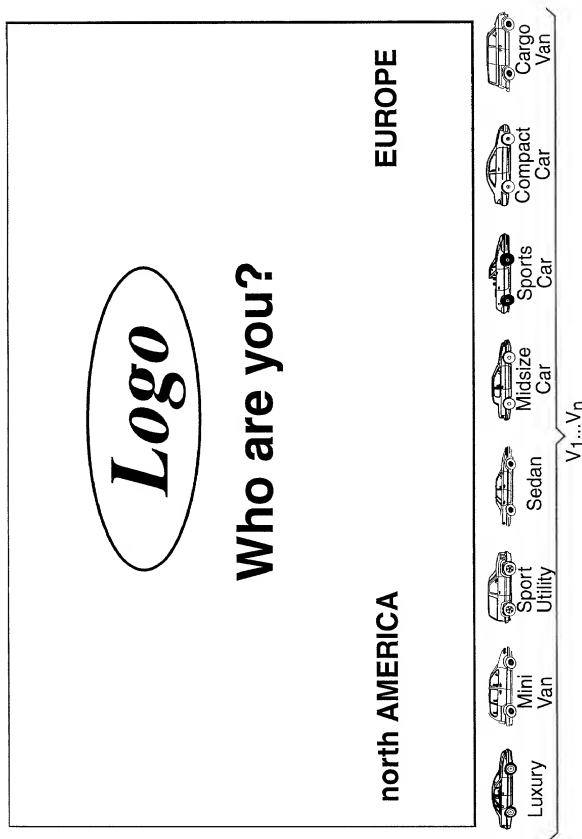 Logo
Who are you?
north AMERICA
EUROPE
Luxury
Mini
Van
Sport
Utility
Sedan
Midsize
Car
Sports
Car
Compact
Car
Cargo
Van
V1...Vn